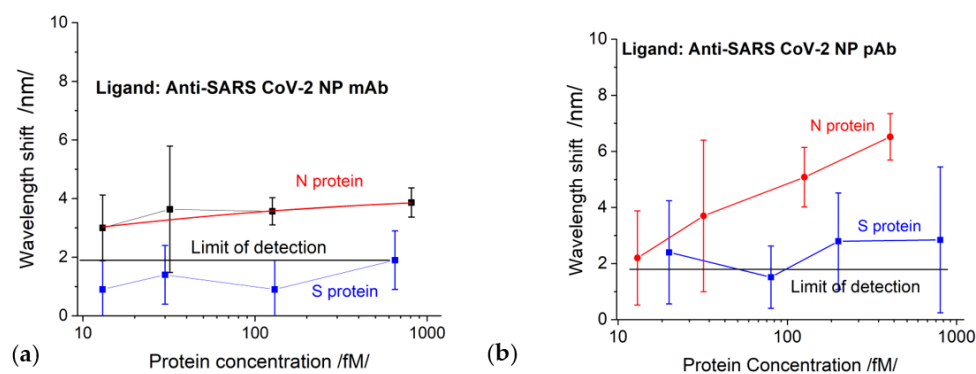 10
8
6
4
2
0
Wavelength shift /nm/
Ligand: Anti-SARS CoV-2 NP mAb
N protein
Limit of detection
S protein
10
100
1000
Protein concentration /fM/
(a)
10
8
6
4
2
0
Wavelength shift /nm/
Ligand: Anti-SARS CoV-2 NP pAb
N protein
S protein
Limit of detection
10
100
1000
Protein Concentration /fM/
(b)